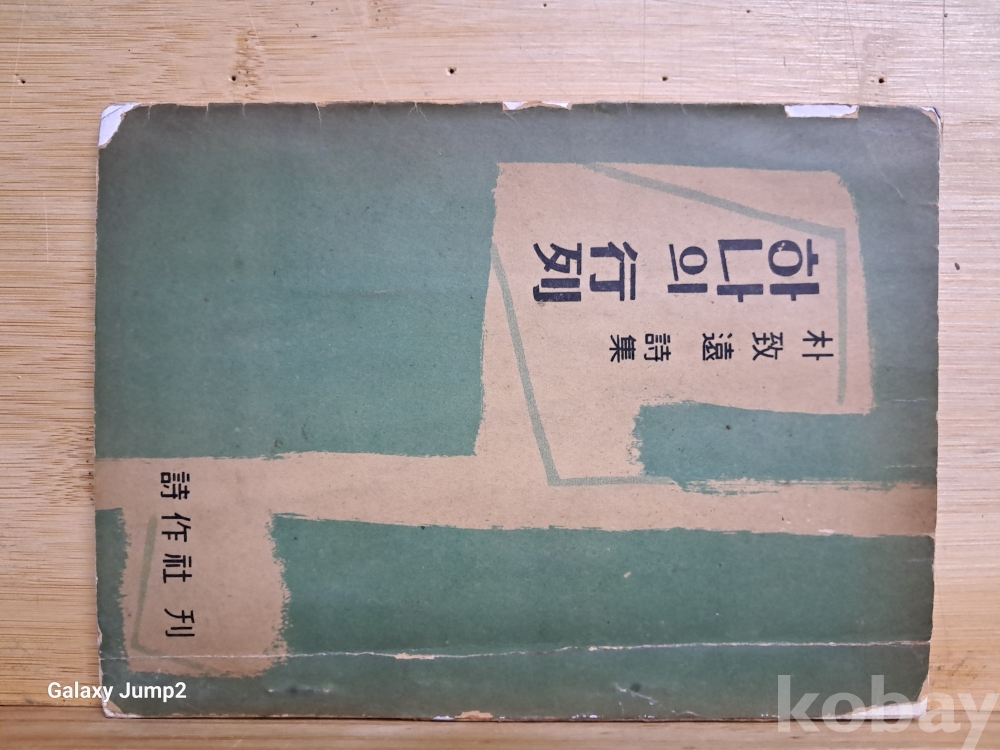 하나의 行列
朴致遠 詩集
詩作社 刊
Galaxy Jump2
kobay